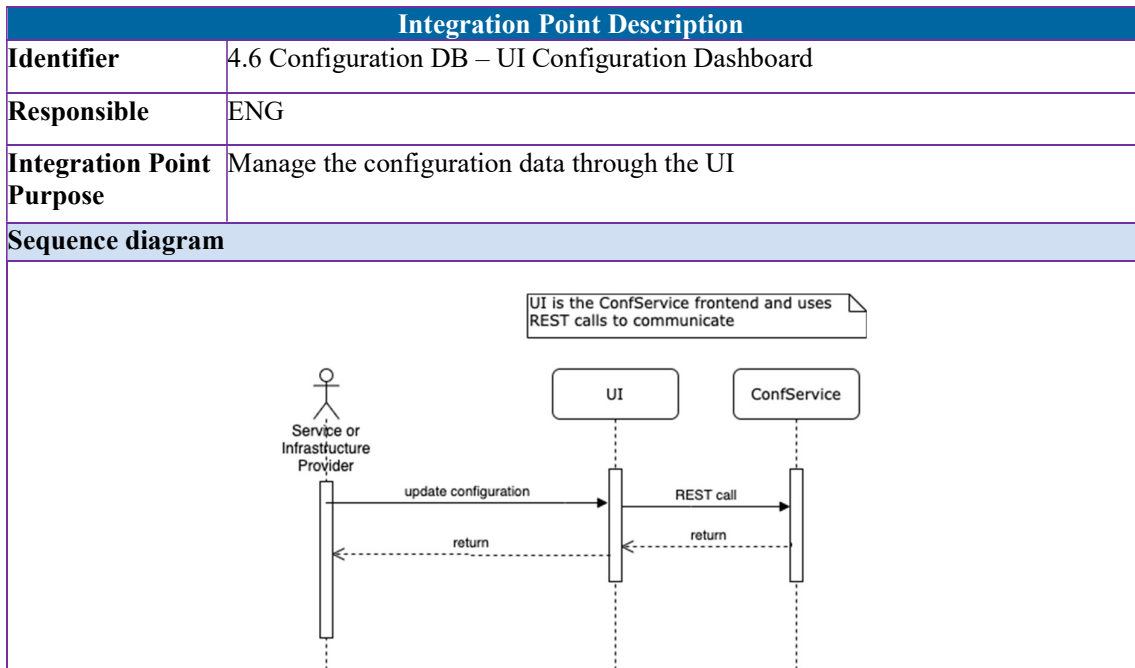 Integration Point Description
Identifier 4.6 Configuration DB – UI Configuration Dashboard
Responsible ENG
Integration Point Manage the configuration data through the UI
Purpose
Sequence diagram
UI is the ConfService frontend and uses
REST calls to communicate
UI
ConfService
Service or
Infrastructure
Provider
update configuration
REST call
return
return